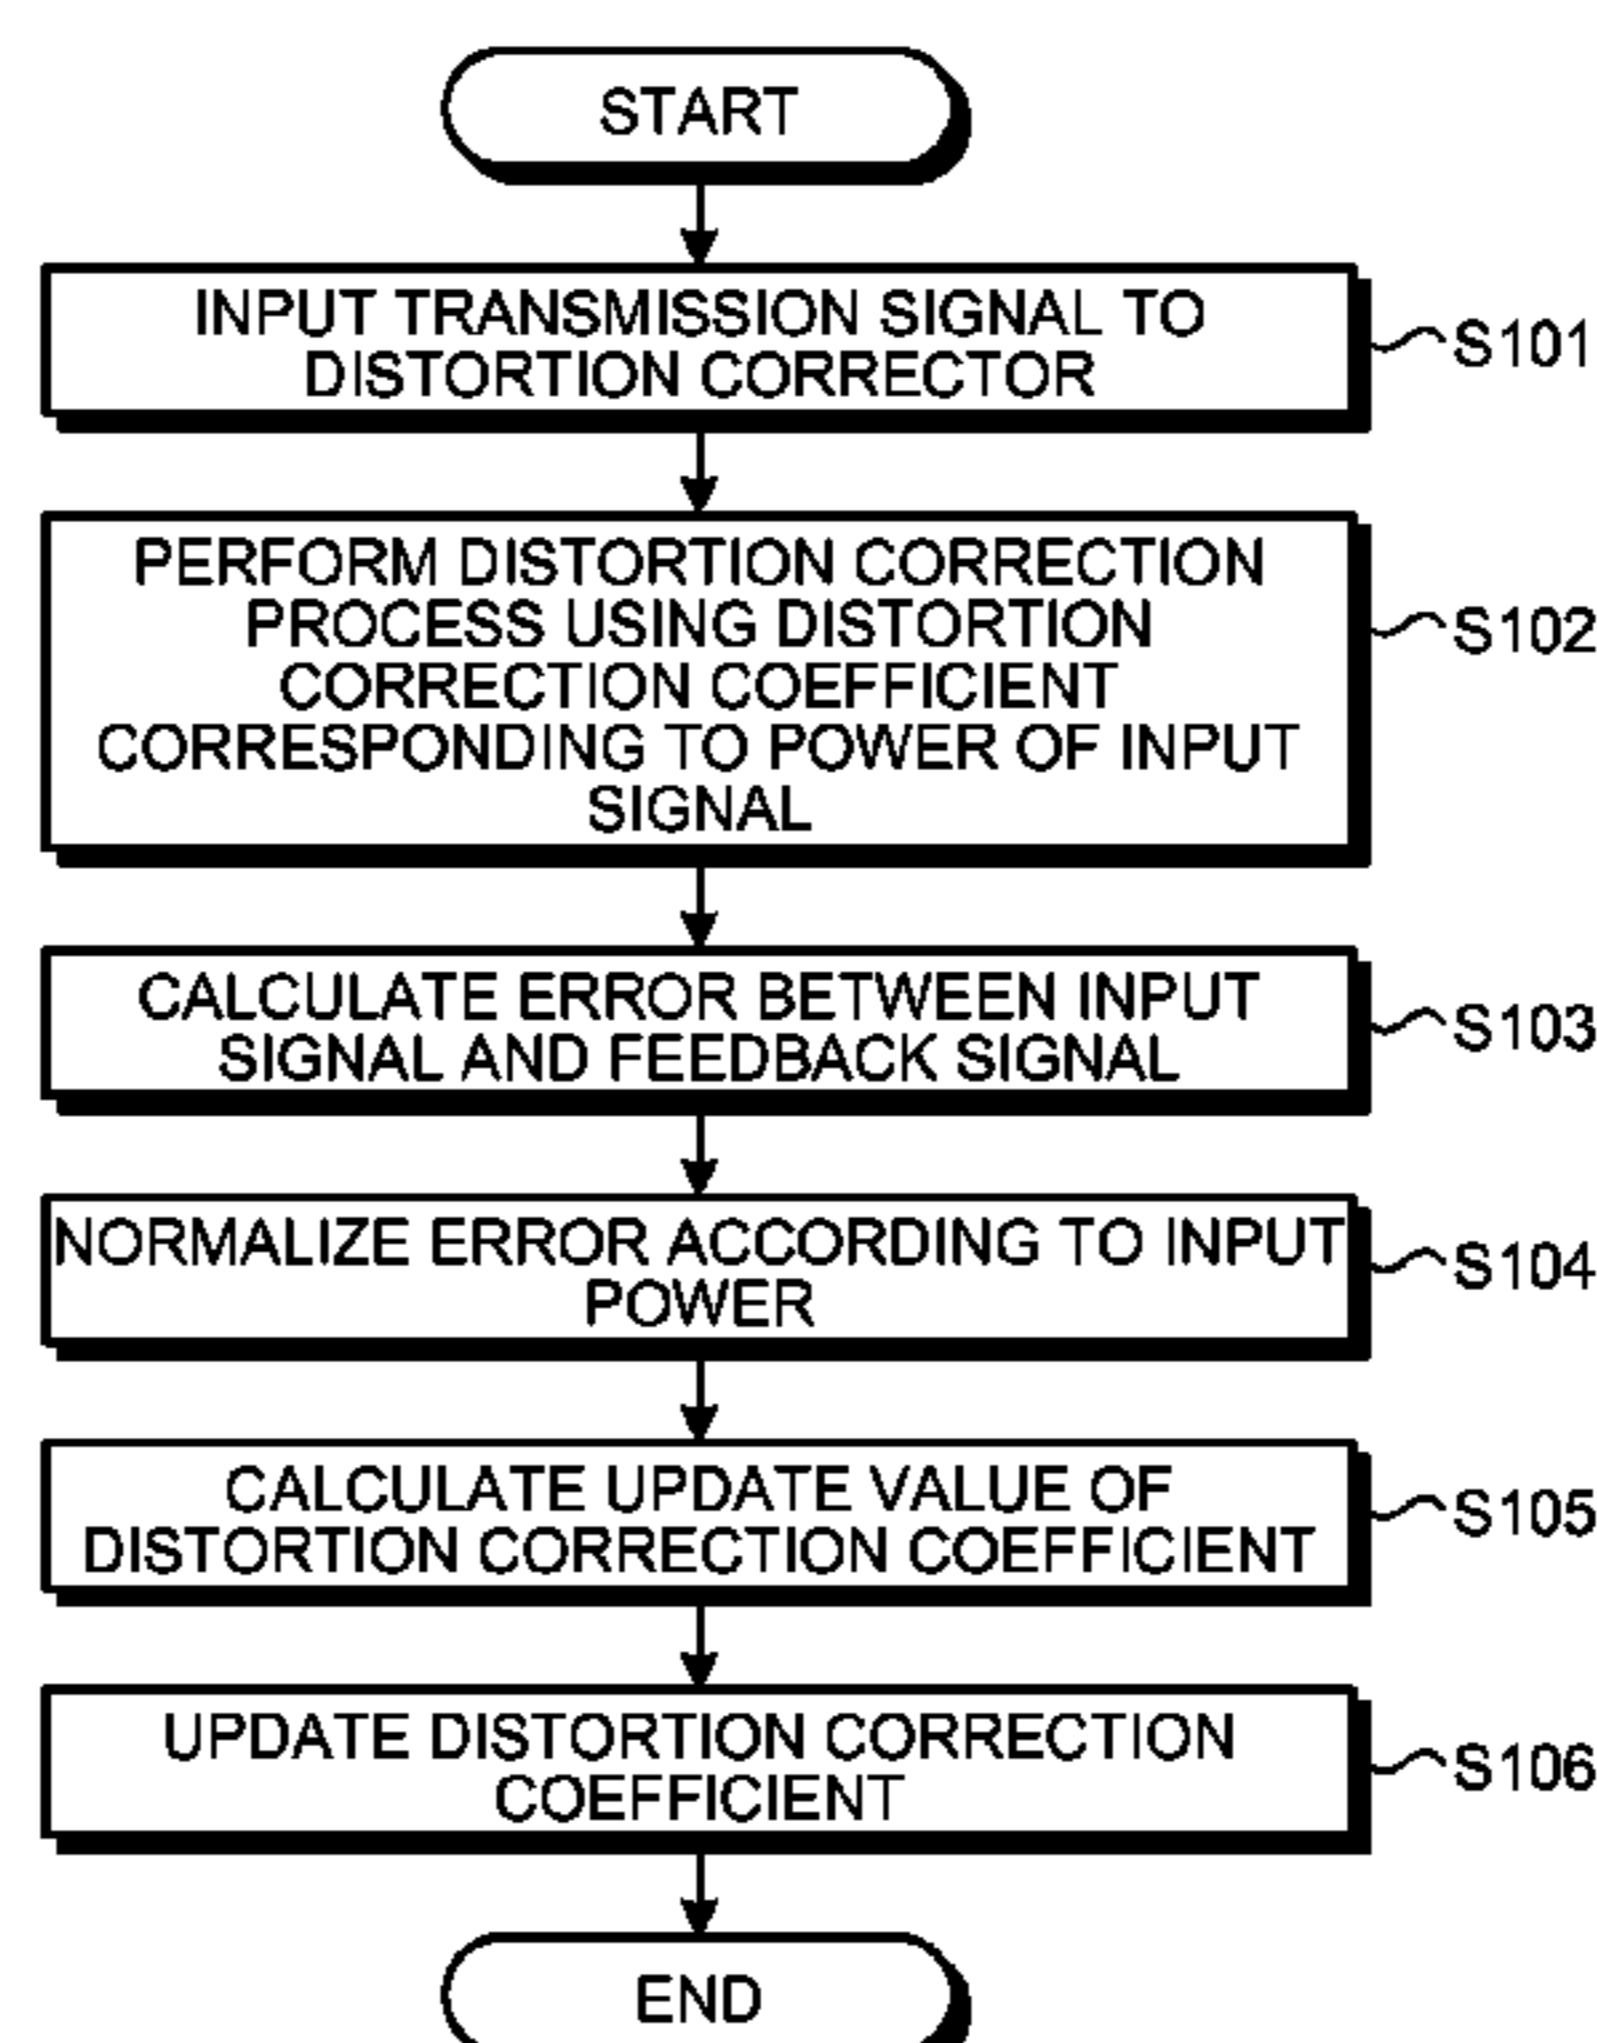 START
INPUT TRANSMISSION SIGNAL TO
DISTORTION CORRECTOR
S101
PERFORM DISTORTION CORRECTION
PROCESS USING DISTORTION
CORRECTION COEFFICIENT
CORRESPONDING TO POWER OF INPUT
SIGNAL
S102
CALCULATE ERROR BETWEEN INPUT
SIGNAL AND FEEDBACK SIGNAL
S103
NORMALIZE ERROR ACCORDING TO INPUT
POWER
S104
CALCULATE UPDATE VALUE OF
DISTORTION CORRECTION COEFFICIENT
S105
UPDATE DISTORTION CORRECTION
COEFFICIENT
S106
END